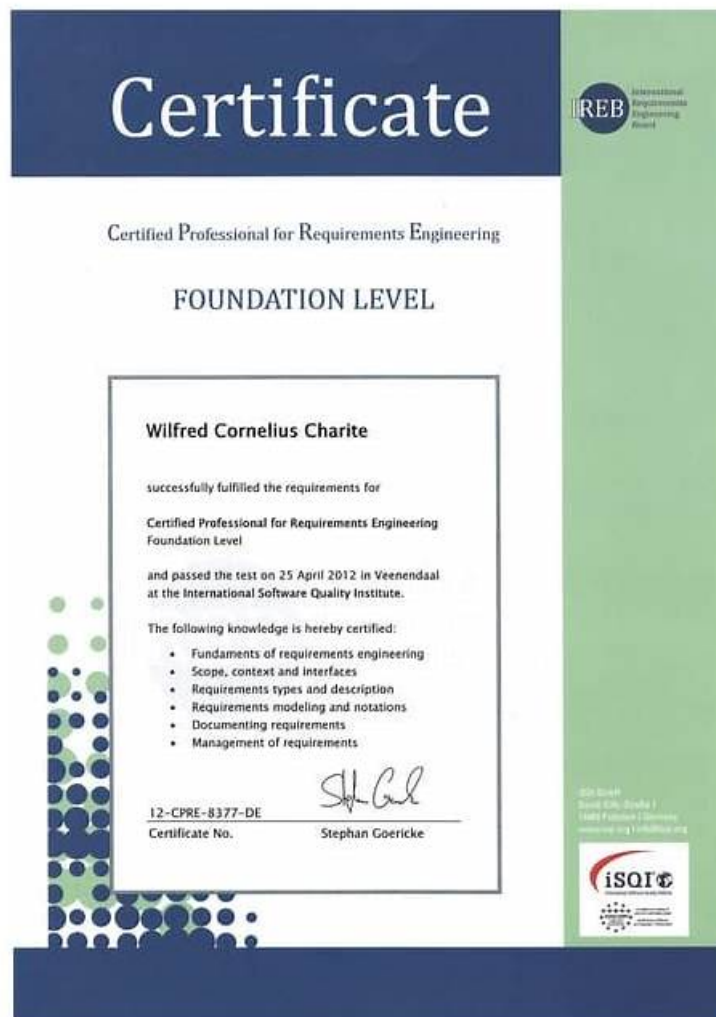 Certificate
IREB
International
Requirements
Engineering
Board
Certified Professional for Requirements Engineering
FOUNDATION LEVEL
Wilfred Cornelius Charite
successfully fulfilled the requirements for
Certified Professional for Requirements Engineering
Foundation Level
and passed the test on 25 April 2012 in Veenendaal
at the International Software Quality Institute.
The following knowledge is hereby certified:
• Fundaments of requirements engineering
• Scope, context and interfaces
• Requirements types and description
• Requirements modeling and notations
• Documenting requirements
• Management of requirements
12-CPRE-8377-DE
Certificate No.
Stephan Goericke
iSQI